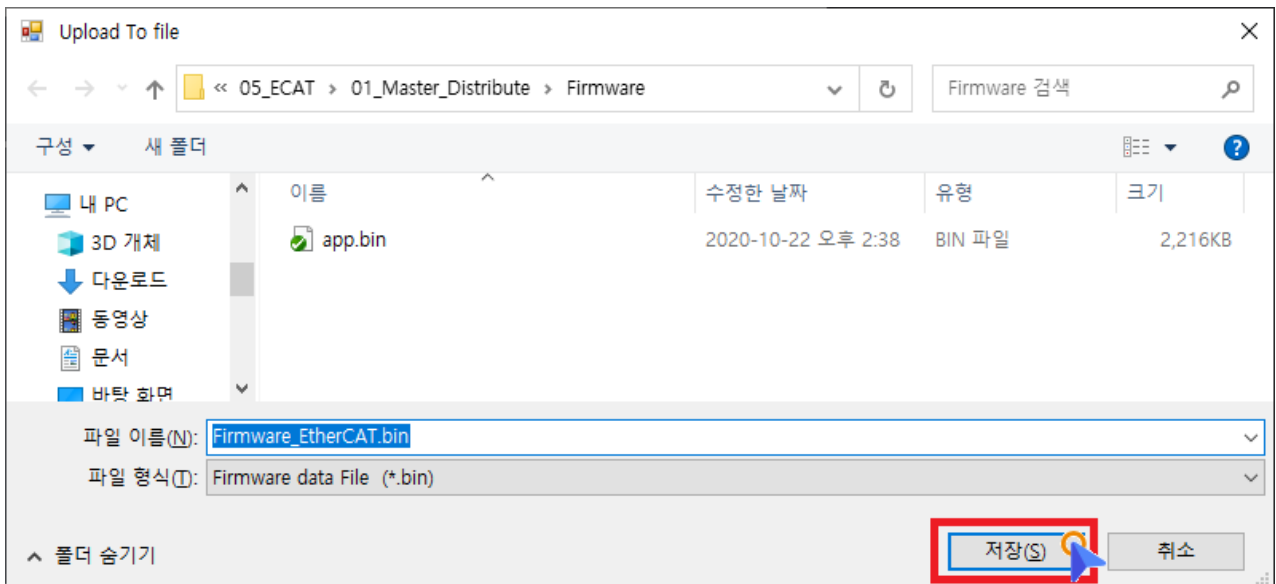 Upload To file
« 05_ECAT › 01_Master_Distribute › Firmware
Firmware 검색
구성 새 폴더
내 PC
3D 개체
다운로드
동영상
문서
바탕 화면
이름 수정한 날짜 유형 크기
app.bin 2020-10-22 오후 2:38 BIN 파일 2,216KB
파일 이름(N): Firmware_EtherCAT.bin
파일 형식(T): Firmware data File (*.bin)
폴더 숨기기
저장(S) 취소